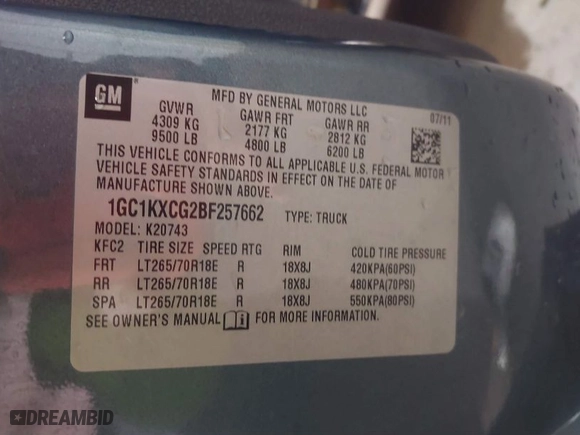 GM ®
MFD BY GENERAL MOTORS LLC
07/11
GVWR GAWR FRT GAWR RR
4309 KG 2177 KG 2812 KG
9500 LB 4800 LB 6200 LB
THIS VEHICLE CONFORMS TO ALL APPLICABLE U.S. FEDERAL MOTOR
VEHICLE SAFETY STANDARDS IN EFFECT ON THE DATE OF
MANUFACTURE SHOWN ABOVE.
1GC1KXCG2BF257662 TYPE: TRUCK
MODEL: K20743
KFC2 TIRE SIZE SPEED RTG RIM COLD TIRE PRESSURE
FRT LT265/70R18E R 18X8J 420KPA(60PSI)
RR LT265/70R18E R 18X8J 480KPA(70PSI)
SPA LT265/70R18E R 18X8J 550KPA(80PSI)
SEE OWNER'S MANUAL FOR MORE INFORMATION.
DREAMBID